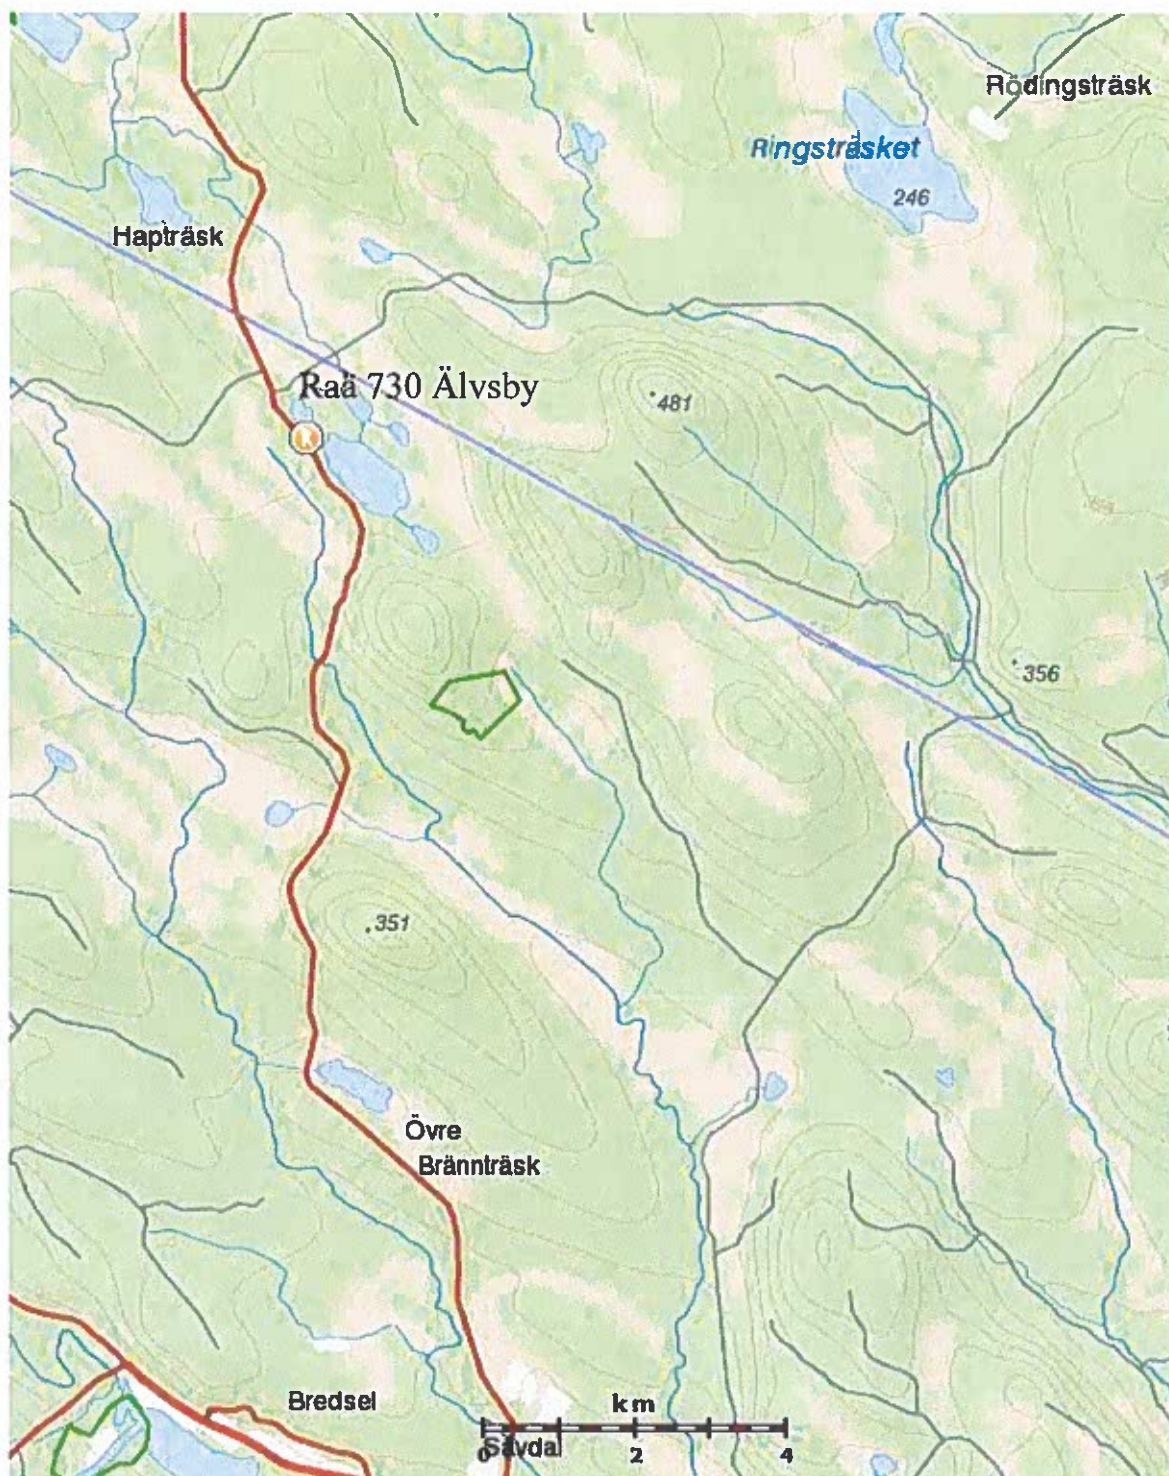 Rödingsträsk
Ringsträsket
246
Hapträsk
Raä 730 Älvsby
481
356
351
Övre
Brännträsk
Bredsel
km
Sävdal
0 2 4